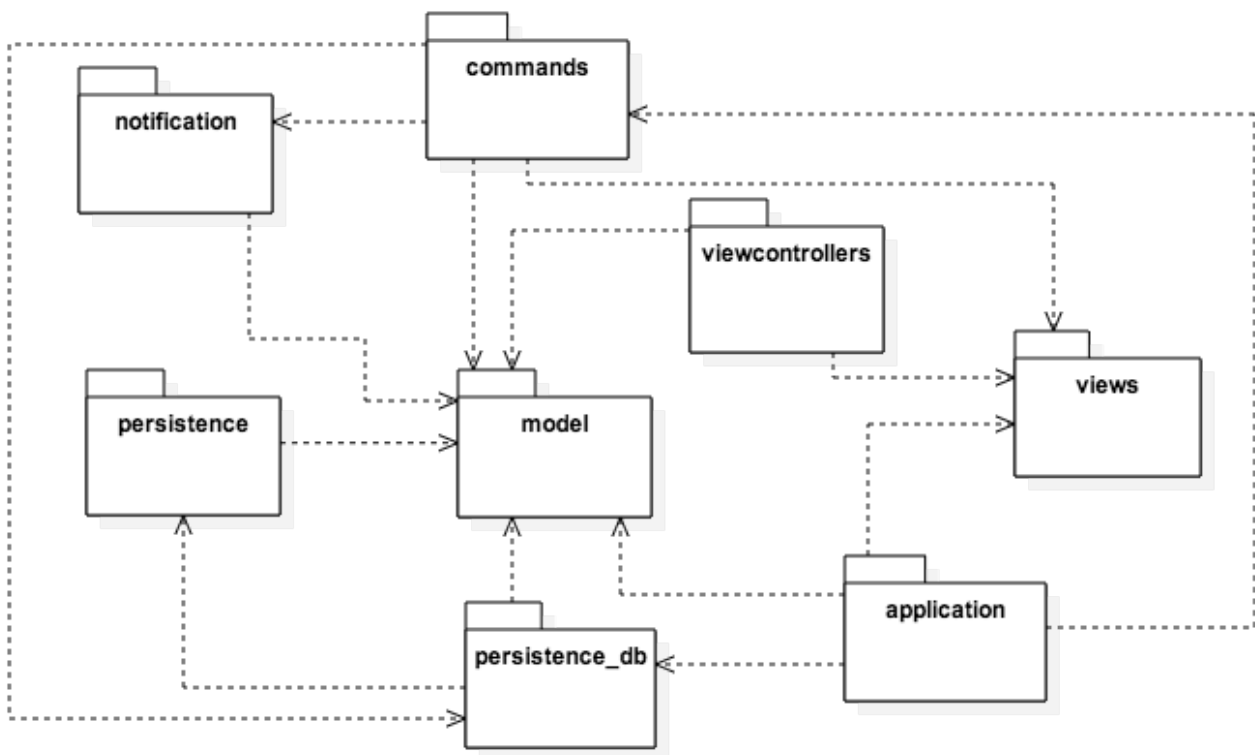 commands
notification
viewcontrollers
views
persistence
model
application
persistence_db